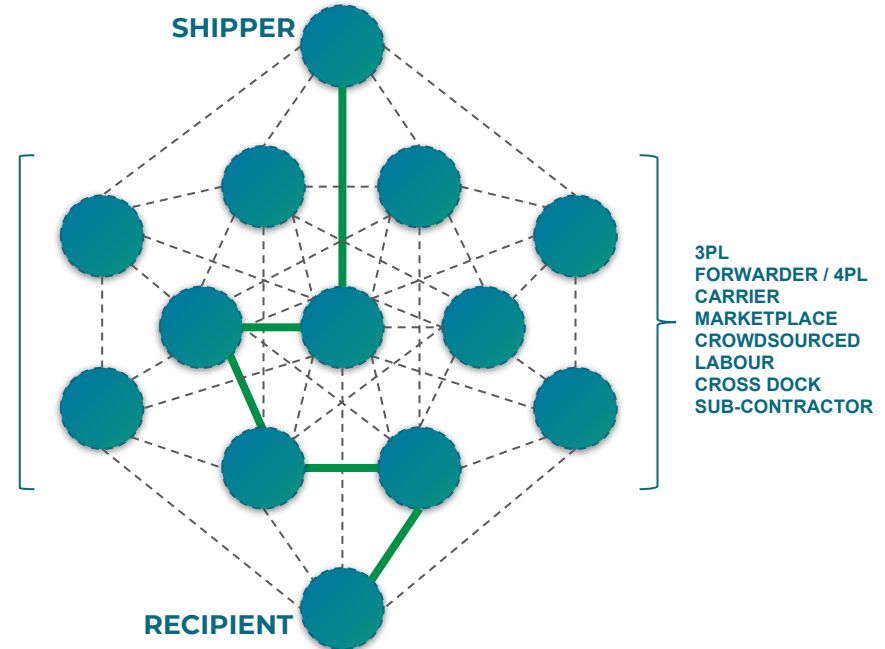 SHIPPER
3PL
FORWARDER / 4PL
CARRIER
MARKETPLACE
CROWDSOURCED
LABOUR
CROSS DOCK
SUB-CONTRACTOR
RECIPIENT